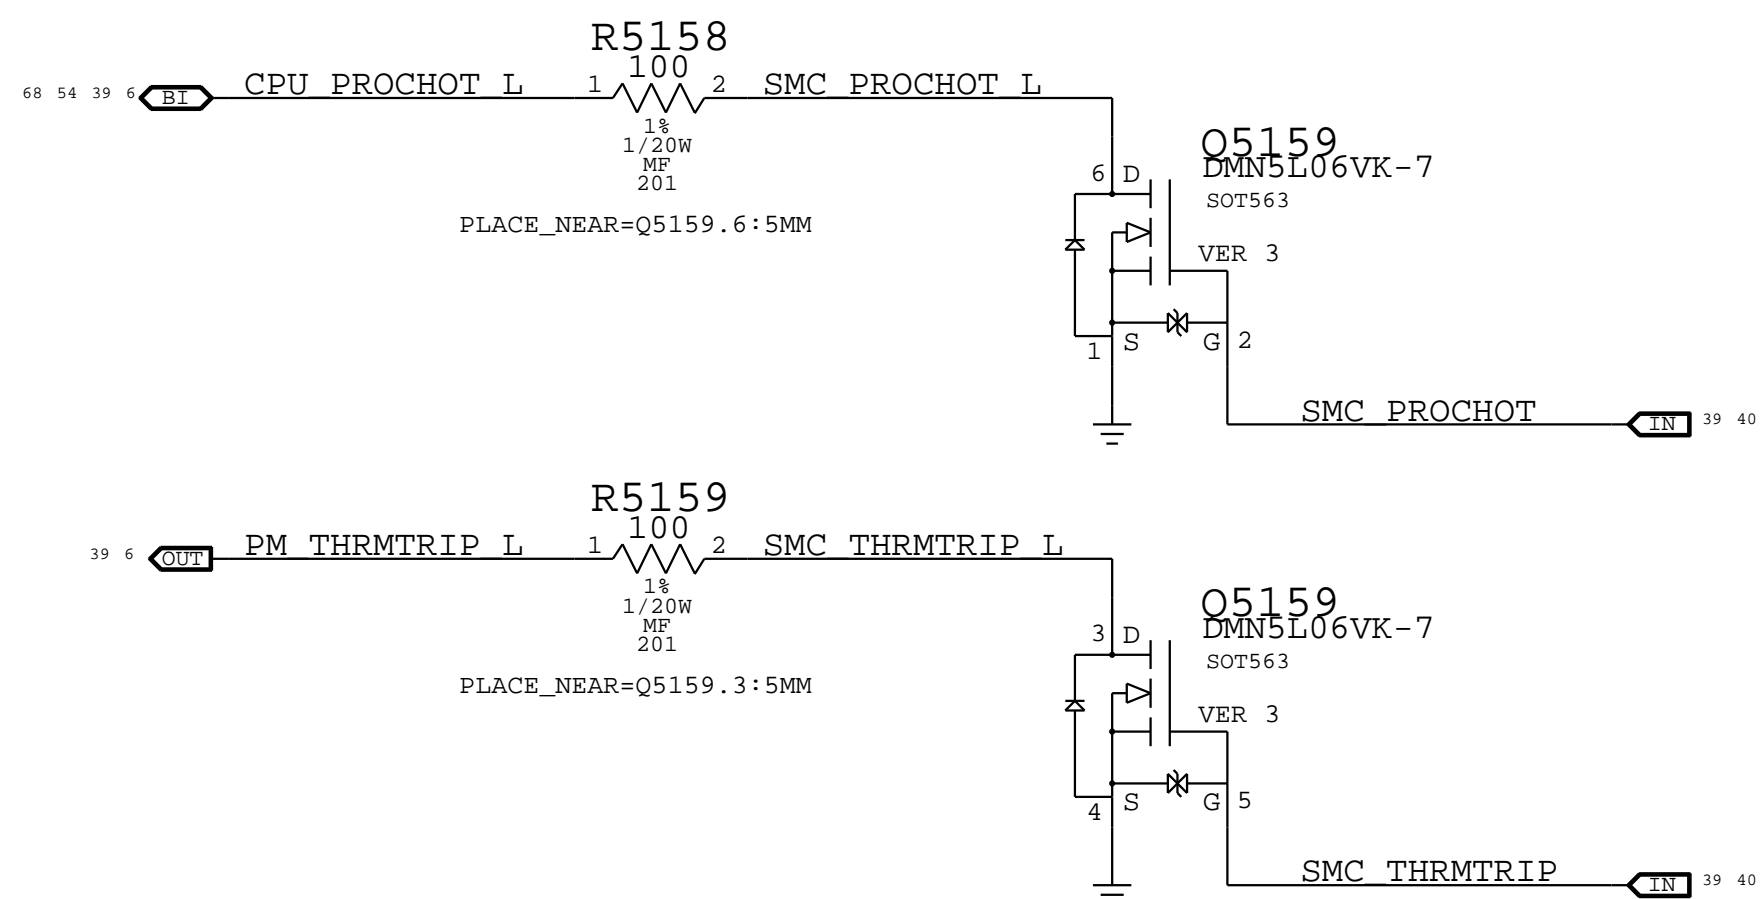 R5158
100
68 54 39 6 BI CPU_PROCHOT_L 1 2 SMC_PROCHOT_L
1%
1/20W
MF
201
PLACE_NEAR=Q5159.6:5MM
Q5159
DMN5L06VK-7
SOT563
6 D
VER 3
1 S G 2
SMC_PROCHOT IN 39 40
R5159
100
39 6 OUT PM_THRMTRIP_L 1 2 SMC_THRMTRIP_L
1%
1/20W
MF
201
PLACE_NEAR=Q5159.3:5MM
Q5159
DMN5L06VK-7
SOT563
3 D
VER 3
4 S G 5
SMC_THRMTRIP IN 39 40